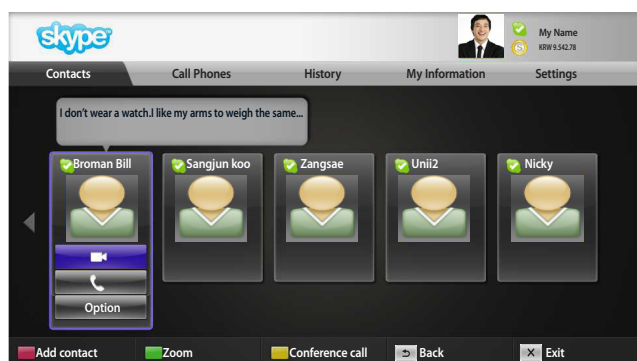 skype
My Name
KRW 9.542.78
Contacts Call Phones History My Information Settings
I don't wear a watch.I like my arms to weigh the same...
Broman Bill Sangjun koo Zangsae Unii2 Nicky
Option
Add contact Zoom Conference call Back X Exit